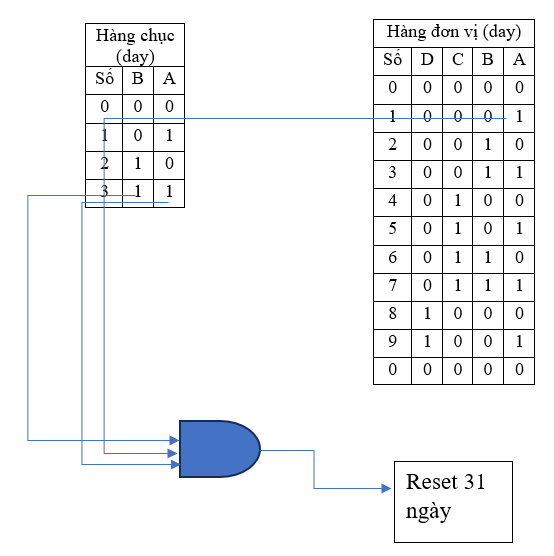 Hàng chục
(day)
Số B A
0 0 0
1 0 1
2 1 0
3 1 1
Hàng đơn vị (day)
Số D C B A
0 0 0 0 0
1 0 0 0 1
2 0 0 1 0
3 0 0 1 1
4 0 1 0 0
5 0 1 0 1
6 0 1 1 0
7 0 1 1 1
8 1 0 0 0
9 1 0 0 1
0 0 0 0 0
Reset 31
ngày